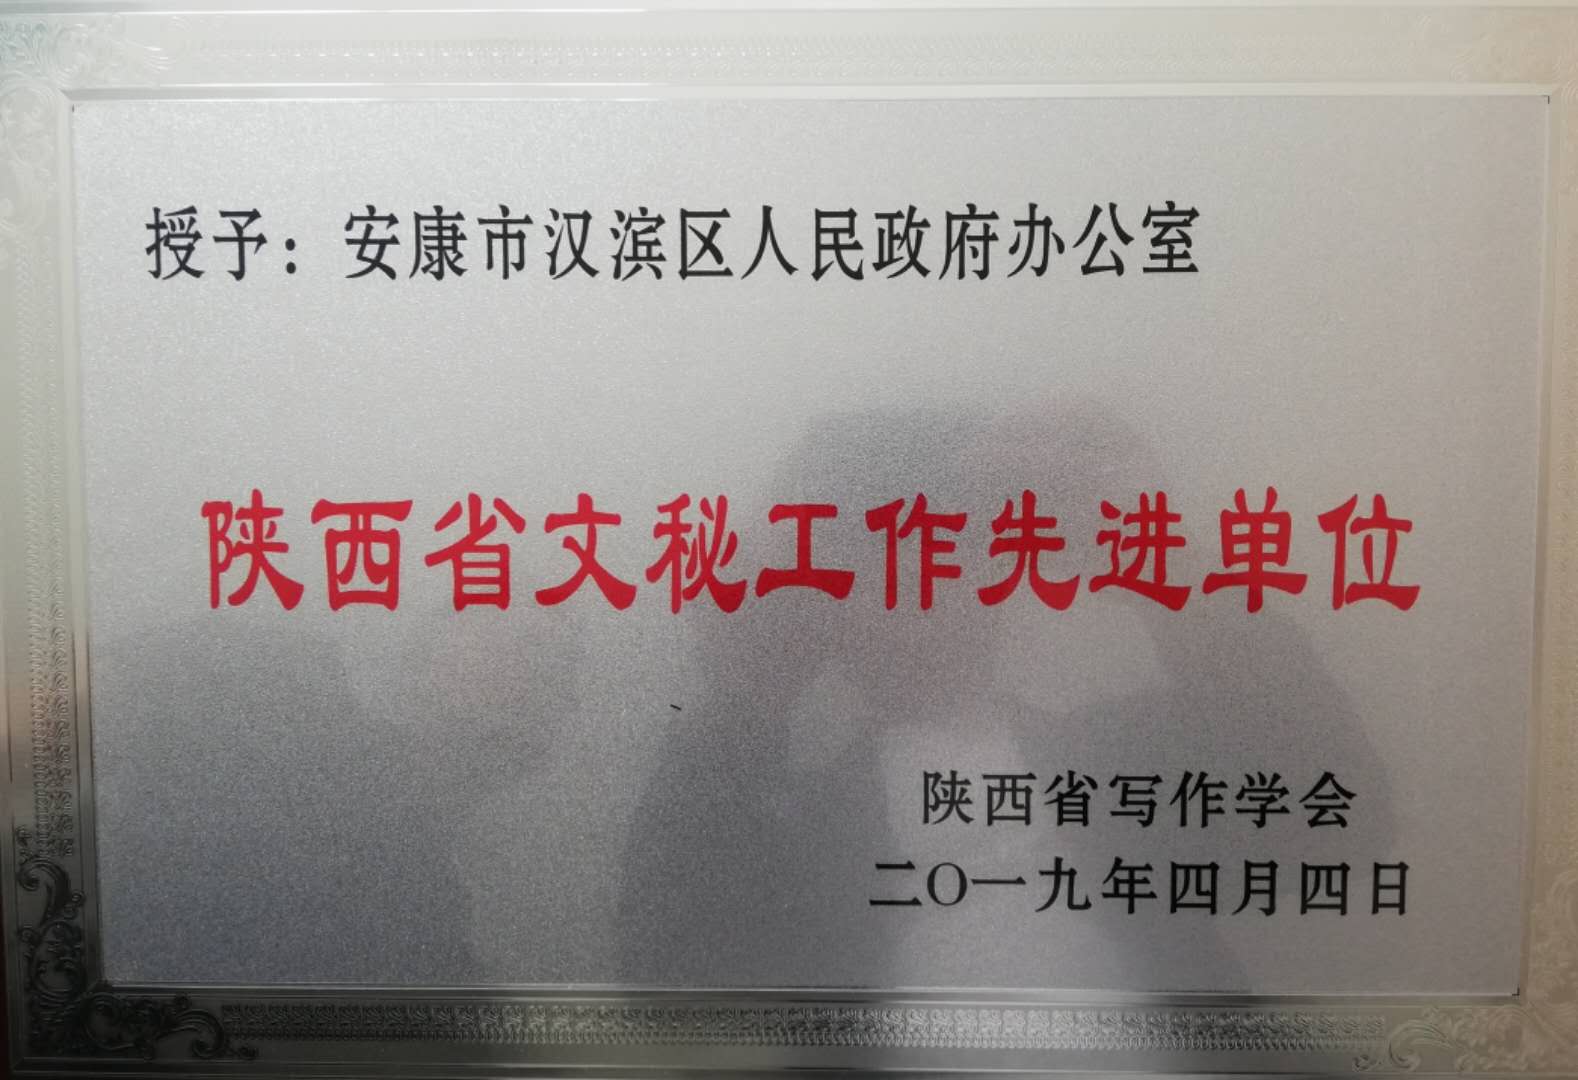 授予：安康市汉滨区人民政府办公室
陕西省文秘工作先进单位
陕西省写作学会
二〇一九年四月四日